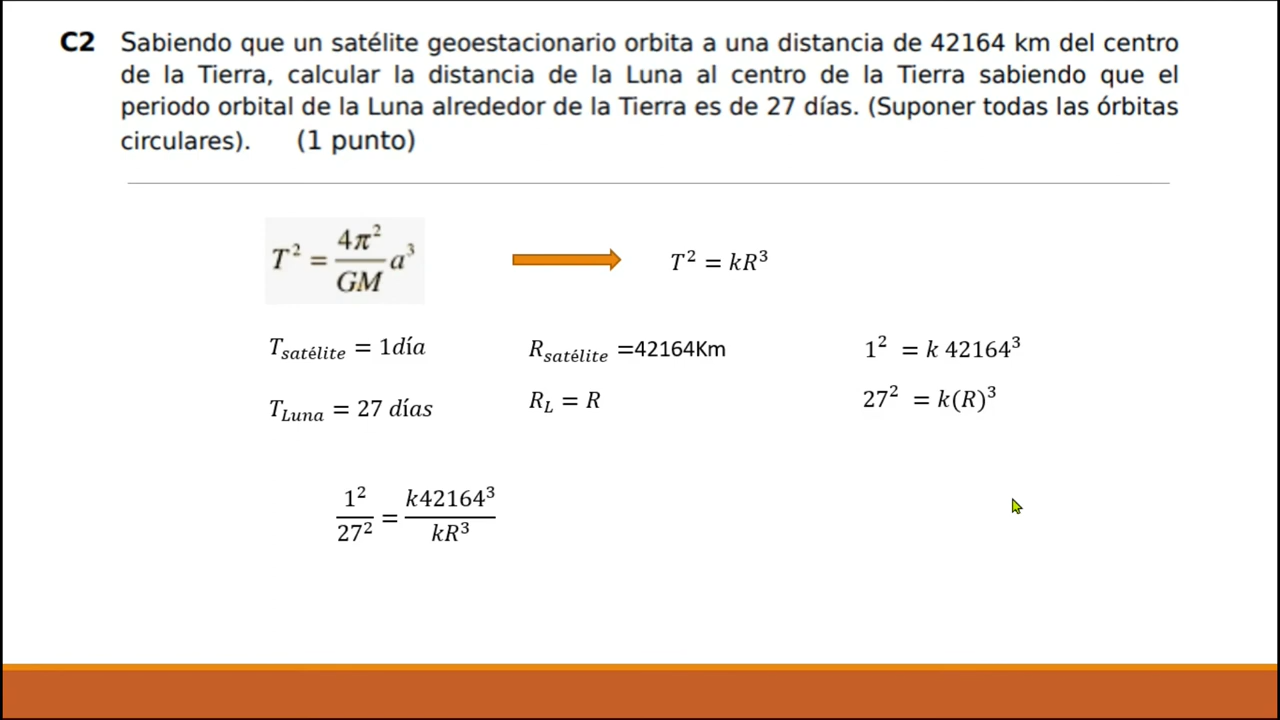 C2 Sabiendo que un satélite geoestacionario orbita a una distancia de 42164 km del centro
de la Tierra, calcular la distancia de la Luna al centro de la Tierra sabiendo que el
periodo orbital de la Luna alrededor de la Tierra es de 27 días. (Suponer todas las órbitas
circulares). (1 punto)
T² = 4π²/GM a³
T² = kR³
T_satélite = 1día
R_satélite =42164Km
1² = k 42164³
T_Luna = 27 días
R_L = R
27² = k(R)³
1²/27² = k42164³/kR³